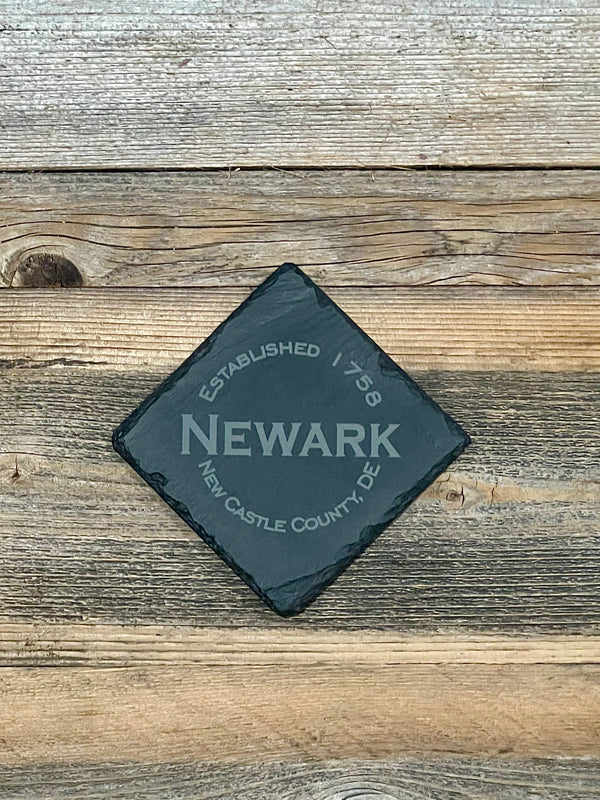 Established 1758
Newark
New Castle County, DE